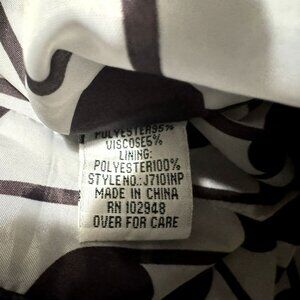 POLYESTER95%
VISCOSE5%
LINING:
POLYESTER100%
STYLE NO.:J7101NP
MADE IN CHINA
RN 102948
OVER FOR CARE